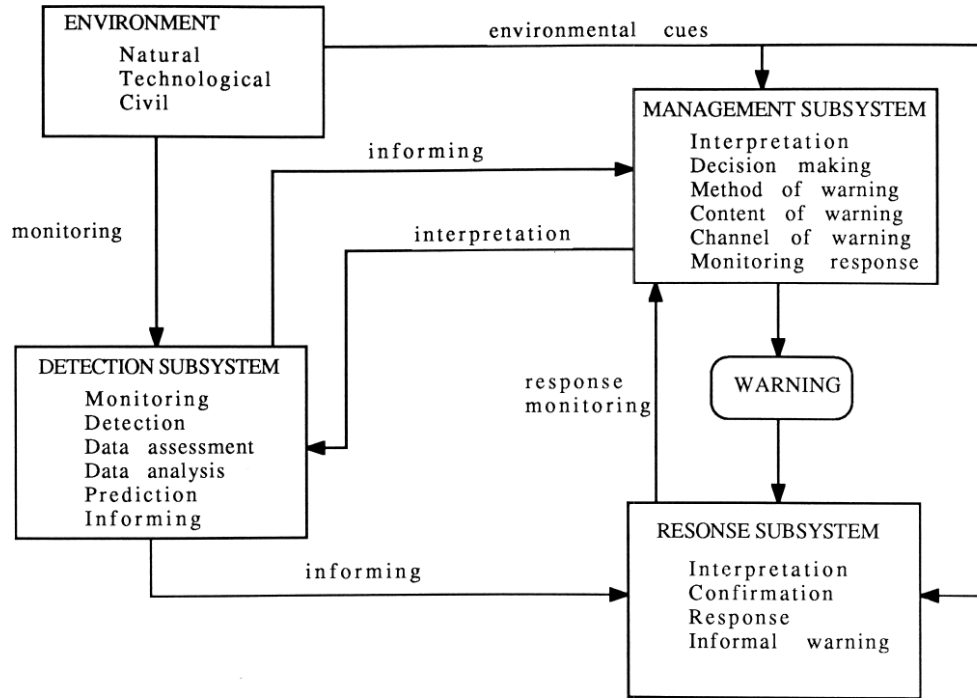 ENVIRONMENT
Natural
Technological
Civil
environmental cues
MANAGEMENT SUBSYSTEM
Interpretation
Decision making
Method of warning
Content of warning
Channel of warning
Monitoring response
informing
monitoring
interpretation
DETECTION SUBSYSTEM
Monitoring
Detection
Data assessment
Data analysis
Prediction
Informing
response
monitoring
WARNING
RESONSE SUBSYSTEM
Interpretation
Confirmation
Response
Informal warning
informing